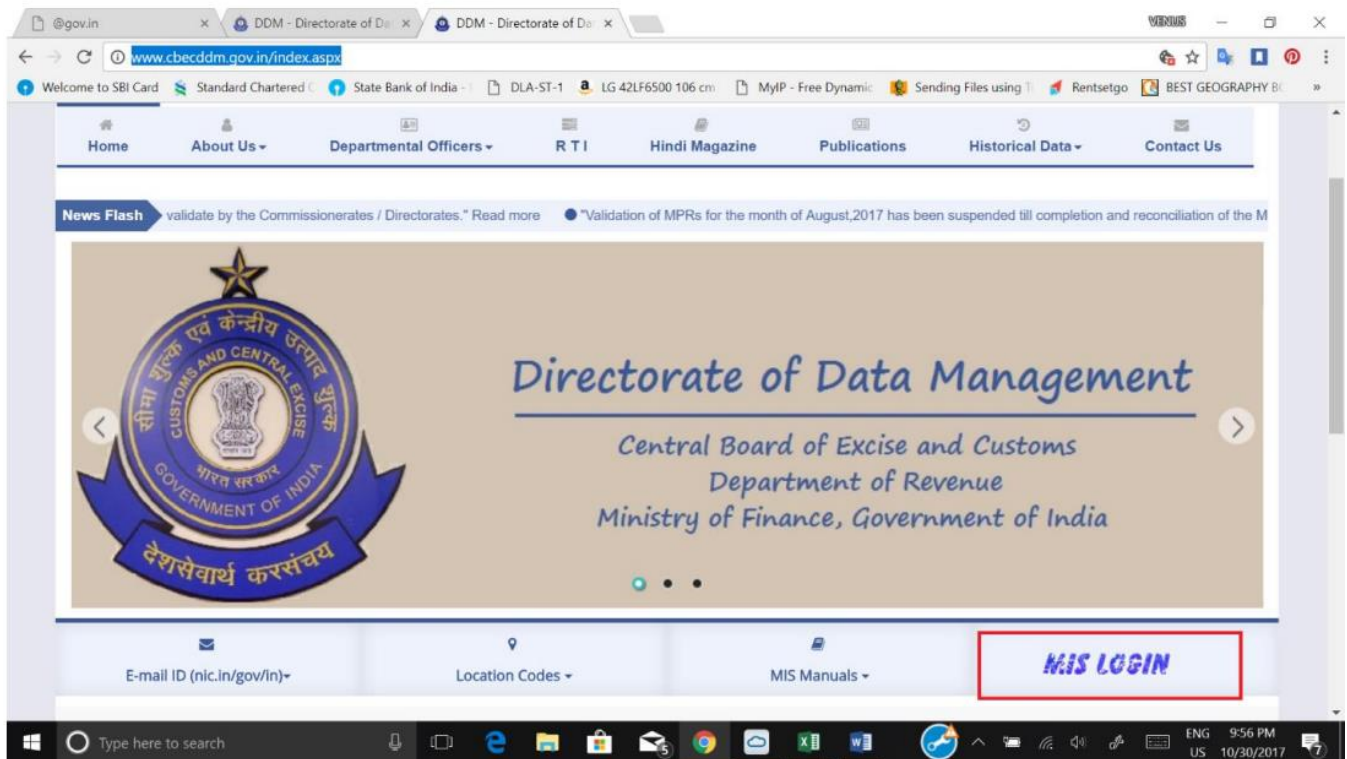 @gov.in
DDM - Directorate of Da
DDM - Directorate of Da
VENUS
www.cbecddm.gov.in/index.aspx
Welcome to SBI Card Standard Chartered State Bank of India - DLA-ST-1 LG 42LF6500 106 cm MyIP - Free Dynamic Sending Files using Rentsetgo BEST GEOGRAPHY
Home About Us Departmental Officers R T I Hindi Magazine Publications Historical Data Contact Us
News Flash validate by the Commissionerates / Directorates." Read more "Validation of MPRs for the month of August,2017 has been suspended till completion and reconciliation of the M
सीमा शुल्क एवं केन्द्रीय उत्पाद शुल्क
CUSTOMS AND CENTRAL EXCISE
भारत सरकार
GOVERNMENT OF INDIA
देशसेवार्थ करसंचय
Directorate of Data Management
Central Board of Excise and Customs
Department of Revenue
Ministry of Finance, Government of India
E-mail ID (nic.in/gov/in) Location Codes MIS Manuals MIS LOGIN
Type here to search
5
ENG 9:56 PM
US 10/30/2017
7